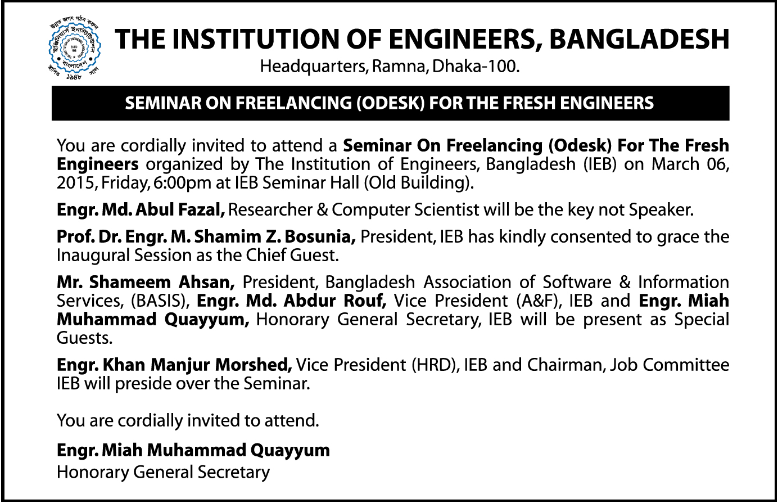 THE INSTITUTION OF ENGINEERS, BANGLADESH
Headquarters, Ramna, Dhaka-100.
SEMINAR ON FREELANCING (ODESK) FOR THE FRESH ENGINEERS
You are cordially invited to attend a Seminar On Freelancing (Odesk) For The Fresh
Engineers organized by The Institution of Engineers, Bangladesh (IEB) on March 06,
2015, Friday, 6:00pm at IEB Seminar Hall (Old Building).
Engr. Md. Abul Fazal, Researcher & Computer Scientist will be the key not Speaker.
Prof. Dr. Engr. M. Shamim Z. Bosunia, President, IEB has kindly consented to grace the
Inaugural Session as the Chief Guest.
Mr. Shameem Ahsan, President, Bangladesh Association of Software & Information
Services, (BASIS), Engr. Md. Abdur Rouf, Vice President (A&F), IEB and Engr. Miah
Muhammad Quayyum, Honorary General Secretary, IEB will be present as Special
Guests.
Engr. Khan Manjur Morshed, Vice President (HRD), IEB and Chairman, Job Committee
IEB will preside over the Seminar.
You are cordially invited to attend.
Engr. Miah Muhammad Quayyum
Honorary General Secretary